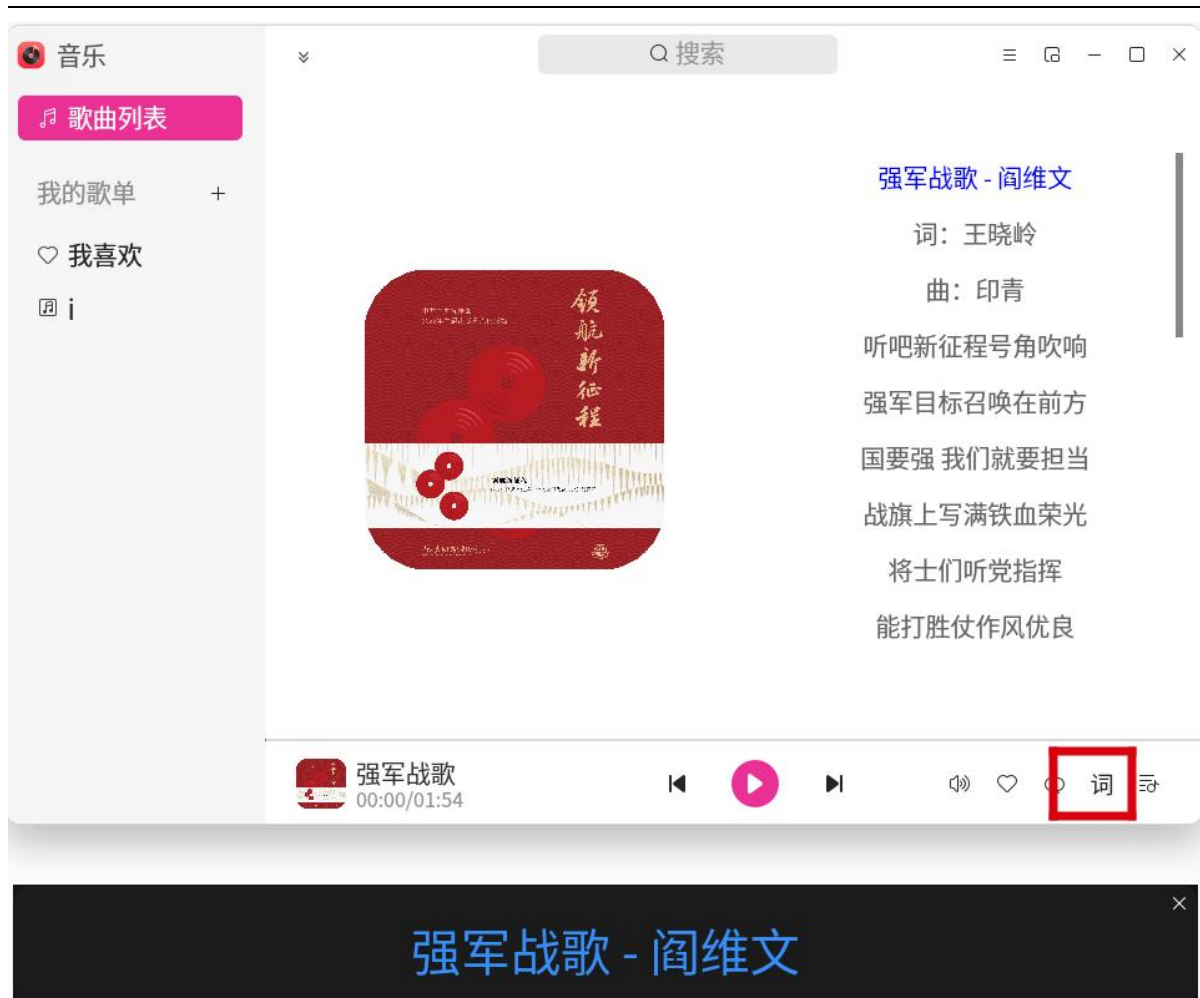 音乐
搜索
歌曲列表
我的歌单 +
我喜欢
j
领航新征程
强军战歌 - 阎维文
词：王晓岭
曲：印青
听吧新征程号角吹响
强军目标召唤在前方
国要强 我们就要担当
战旗上写满铁血荣光
将士们听党指挥
能打胜仗作风优良
强军战歌
00:00/01:54
词
强军战歌 - 阎维文